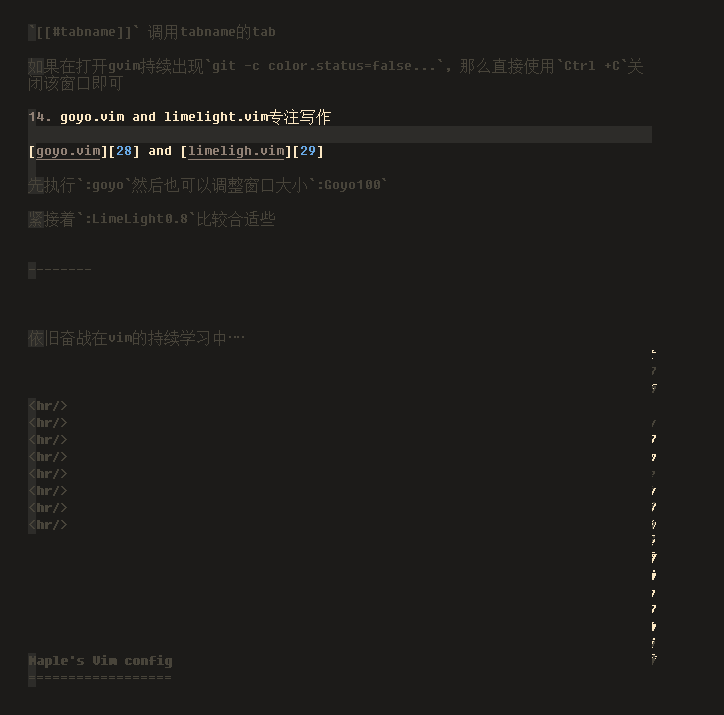 `[[#tabname]]` 调用tabname的tab
如果在打开gvim持续出现`git -c color.status=false...`, 那么直接使用`Ctrl +C`关
闭该窗口即可
14. goyo.vim and limelight.vim专注写作
[goyo.vim][28] and [limeligh.vim][29]
先执行`:goyo`然后也可以调整窗口大小`:Goyo100`
紧接着`:LimeLight0.8`比较合适些
--------
依旧奋战在vim的持续学习中……
<hr/>
<hr/>
<hr/>
<hr/>
<hr/>
<hr/>
<hr/>
<hr/>
Maple's Vim config
==================